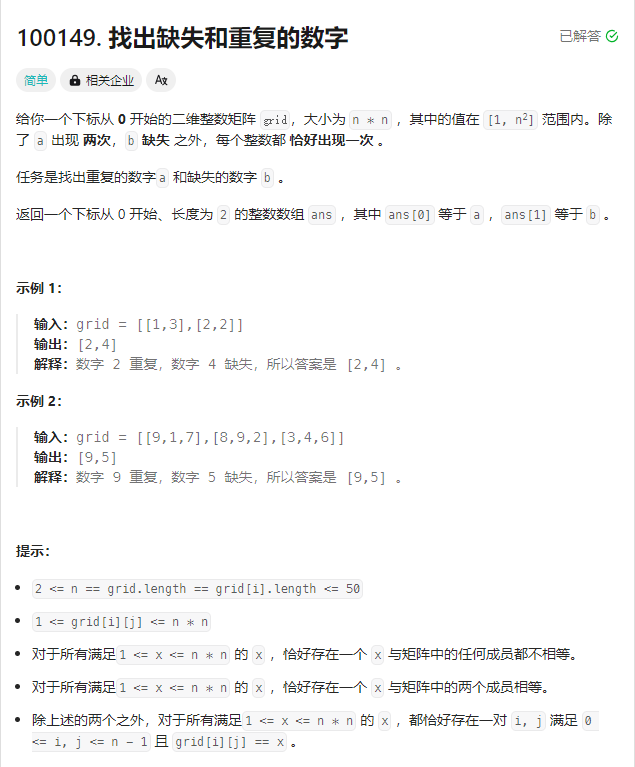 100149. 找出缺失和重复的数字
已解答
简单 相关企业
给你一个下标从 0 开始的二维整数矩阵 grid，大小为 n * n ，其中的值在 [1, n²] 范围内。除
了 a 出现 两次，b 缺失 之外，每个整数都 恰好出现一次 。
任务是找出重复的数字a 和缺失的数字 b 。
返回一个下标从 0 开始、长度为 2 的整数数组 ans ，其中 ans[0] 等于 a ，ans[1] 等于 b 。
示例 1：
输入：grid = [[1,3],[2,2]]
输出：[2,4]
解释：数字 2 重复，数字 4 缺失，所以答案是 [2,4] 。
示例 2：
输入：grid = [[9,1,7],[8,9,2],[3,4,6]]
输出：[9,5]
解释：数字 9 重复，数字 5 缺失，所以答案是 [9,5] 。
提示：
2 <= n == grid.length == grid[i].length <= 50
1 <= grid[i][j] <= n * n
对于所有满足1 <= x <= n * n 的 x ，恰好存在一个 x 与矩阵中的任何成员都不相等。
对于所有满足1 <= x <= n * n 的 x ，恰好存在一个 x 与矩阵中的两个成员相等。
除上述的两个之外，对于所有满足1 <= x <= n * n 的 x ，都恰好存在一对 i, j 满足 0
<= i, j <= n - 1 且 grid[i][j] == x 。